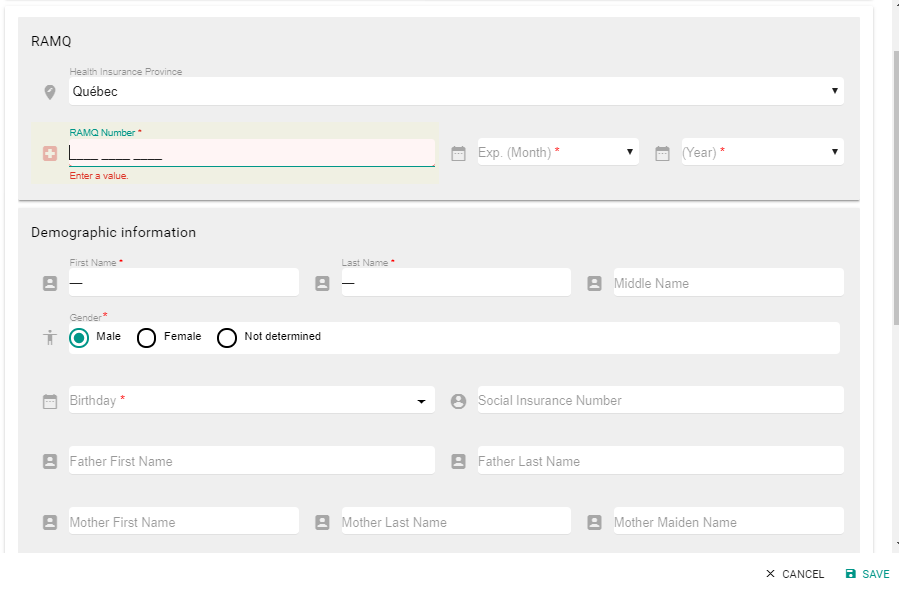 RAMQ
Health Insurance Province
Québec
RAMQ Number *
____ ____ ____
Exp. (Month) *
(Year) *
Enter a value.
Demographic information
First Name *
Last Name *
—
—
Middle Name
Gender *
Male
Female
Not determined
Birthday *
Social Insurance Number
Father First Name
Father Last Name
Mother First Name
Mother Last Name
Mother Maiden Name
CANCEL
SAVE